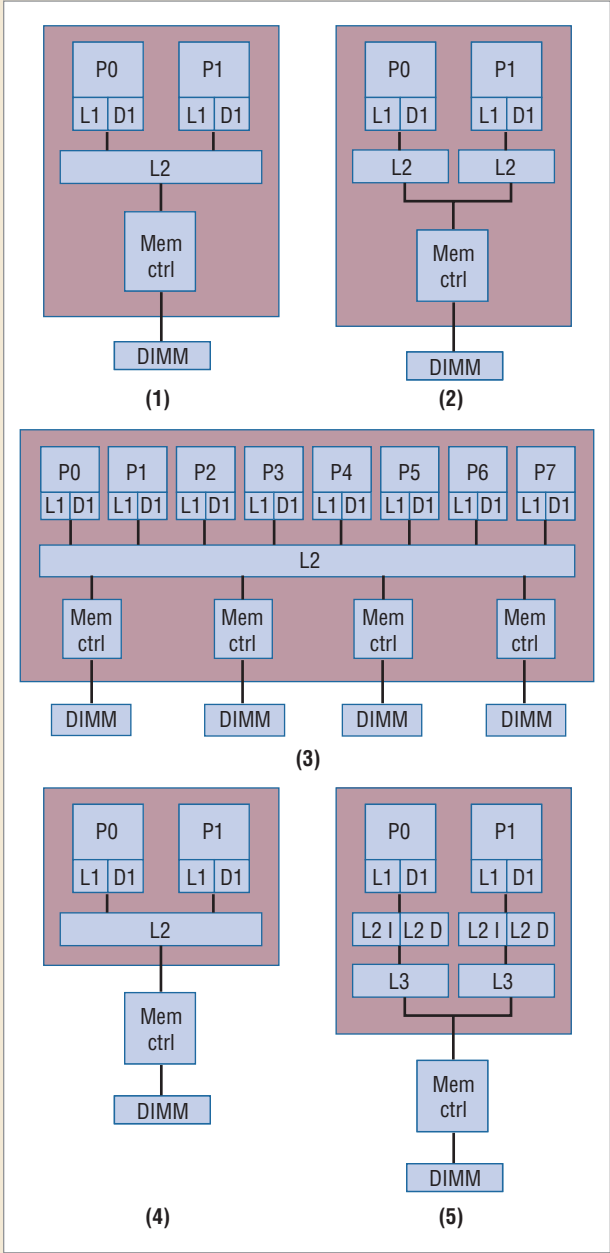 P0 P1
L1 D1 L1 D1
L2
Mem
ctrl
DIMM
(1)
P0 P1
L1 D1 L1 D1
L2 L2
Mem
ctrl
DIMM
(2)
P0 P1 P2 P3 P4 P5 P6 P7
L1 D1 L1 D1 L1 D1 L1 D1 L1 D1 L1 D1 L1 D1 L1 D1
L2
Mem Mem Mem Mem
ctrl ctrl ctrl ctrl
DIMM DIMM DIMM DIMM
(3)
P0 P1
L1 D1 L1 D1
L2
Mem
ctrl
DIMM
(4)
P0 P1
L1 D1 L1 D1
L2 I L2 D L2 I L2 D
L3 L3
Mem
ctrl
DIMM
(5)